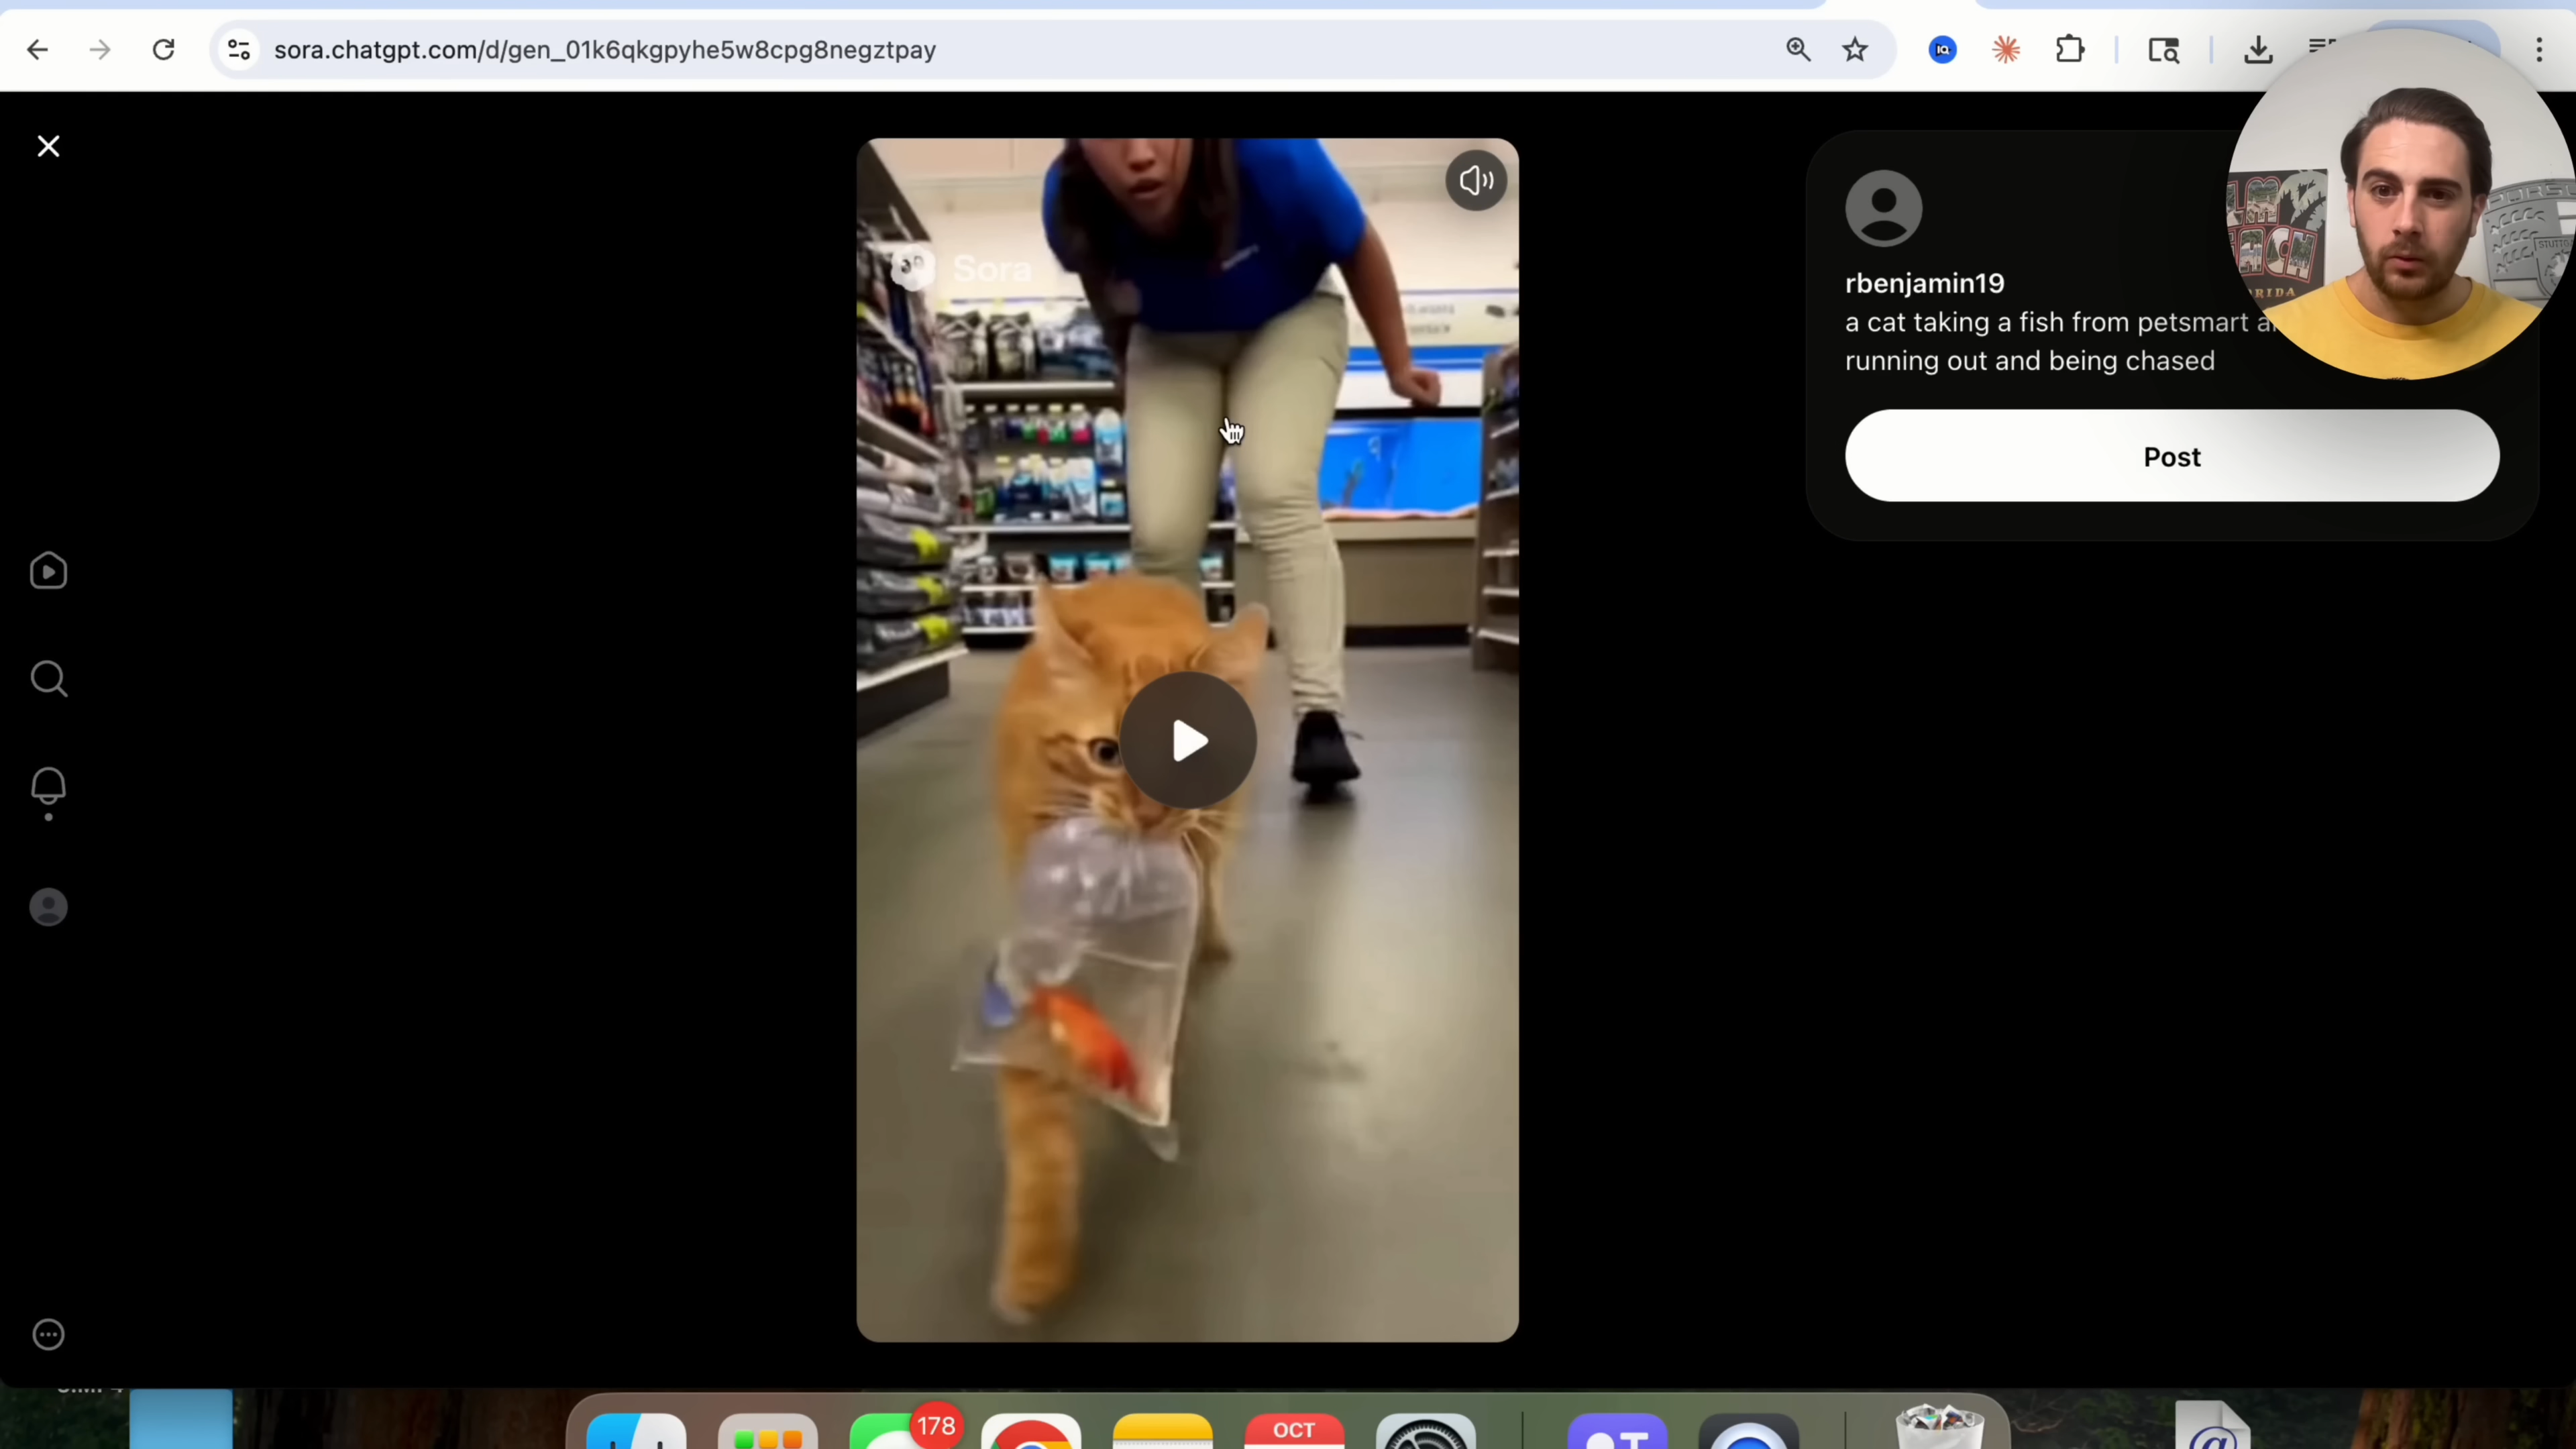 sora.chatgpt.com/d/gen_01k6qkgpyhe5w8cpg8negztpay
Sora
rbenjamin19
a cat taking a fish from petsmart
running out and being chased
Post
RIDA
178
OCT